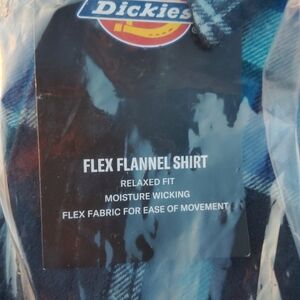 Dickies
FLEX FLANNEL SHIRT
RELAXED FIT
MOISTURE WICKING
FLEX FABRIC FOR EASE OF MOVEMENT